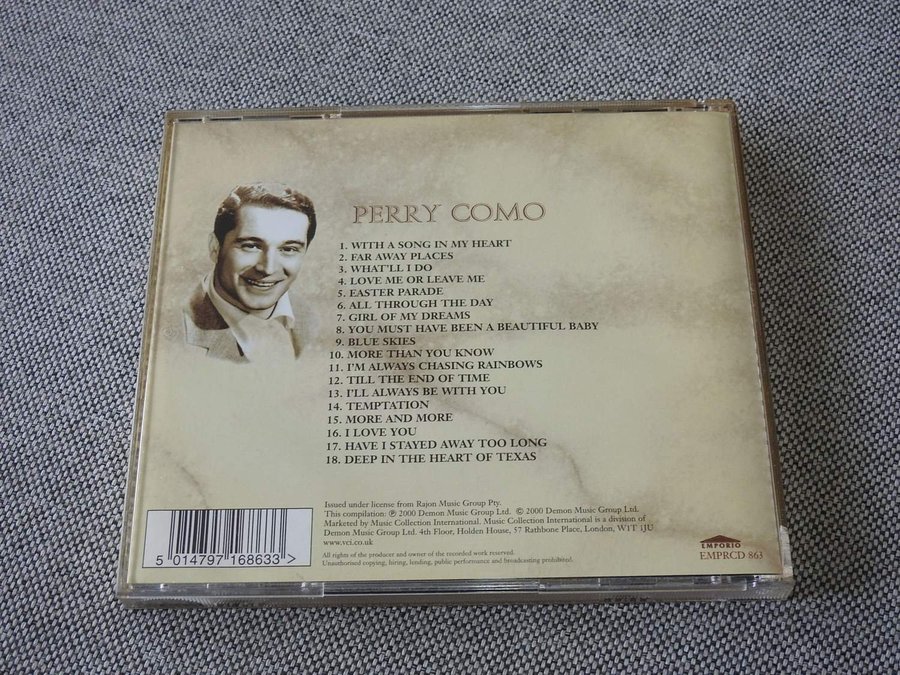 PERRY COMO
1. WITH A SONG IN MY HEART
2. FAR AWAY PLACES
3. WHAT'LL I DO
4. LOVE ME OR LEAVE ME
5. EASTER PARADE
6. ALL THROUGH THE DAY
7. GIRL OF MY DREAMS
8. YOU MUST HAVE BEEN A BEAUTIFUL BABY
9. BLUE SKIES
10. MORE THAN YOU KNOW
11. I'M ALWAYS CHASING RAINBOWS
12. TILL THE END OF TIME
13. I'LL ALWAYS BE WITH YOU
14. TEMPTATION
15. MORE AND MORE
16. I LOVE YOU
17. HAVE I STAYED AWAY TOO LONG
18. DEEP IN THE HEART OF TEXAS
Issued under license from Rajon Music Group Pty.
This compilation: ℗ 2000 Demon Music Group Ltd. © 2000 Demon Music Group Ltd.
Marketed by Music Collection International. Music Collection International is a division of
Demon Music Group Ltd. 4th Floor, Holden House, 57 Rathbone Place, London, W1T 1JU
www.vci.co.uk
All rights of the producer and owner of the recorded work reserved.
Unauthorised copying, hiring, lending, public performance and broadcasting prohibited.
5 014797 168633 >
EMPORIO
EMPRCD 863